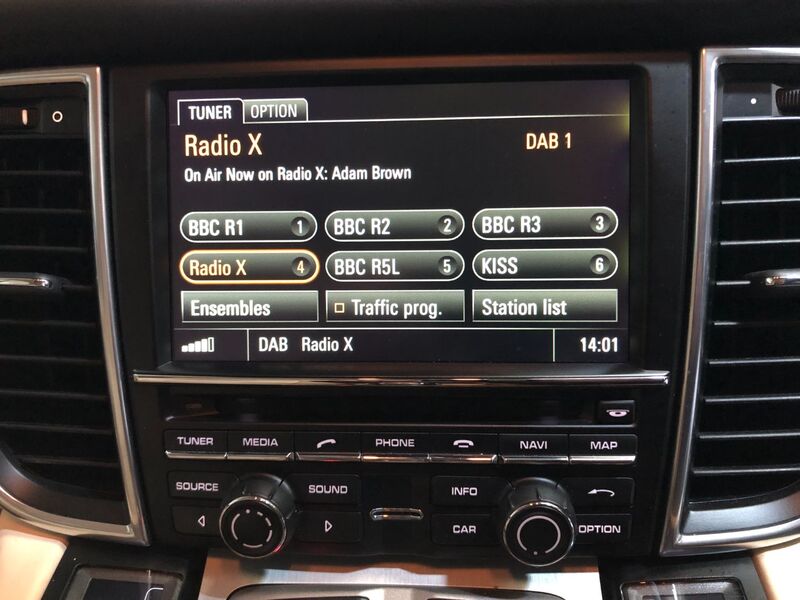 TUNER OPTION
Radio X DAB 1
On Air Now on Radio X: Adam Brown
BBC R1 1 BBC R2 2 BBC R3 3
Radio X 4 BBC R5L 5 KISS 6
Ensembles Traffic prog. Station list
DAB Radio X 14:01
TUNER MEDIA PHONE NAVI MAP
SOURCE SOUND INFO
CAR OPTION